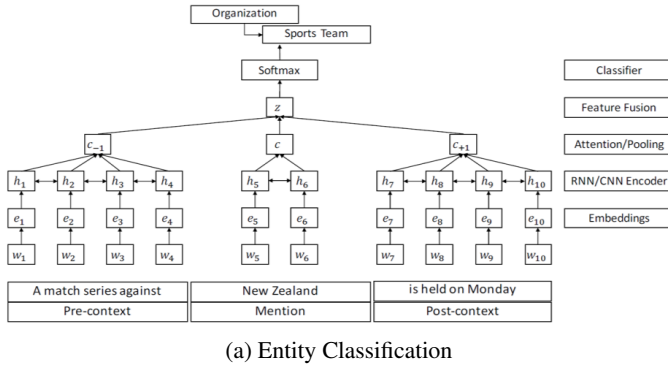 Organization
Sports Team
Softmax
Classifier
z
Feature Fusion
c₋₁
c
c₊₁
Attention/Pooling
h₁ h₂ h₃ h₄ h₅ h₆ h₇ h₈ h₉ h₁₀
RNN/CNN Encoder
e₁ e₂ e₃ e₄ e₅ e₆ e₇ e₈ e₉ e₁₀
Embeddings
w₁ w₂ w₃ w₄ w₅ w₆ w₇ w₈ w₉ w₁₀
A match series against
New Zealand
is held on Monday
Pre-context
Mention
Post-context
(a) Entity Classification